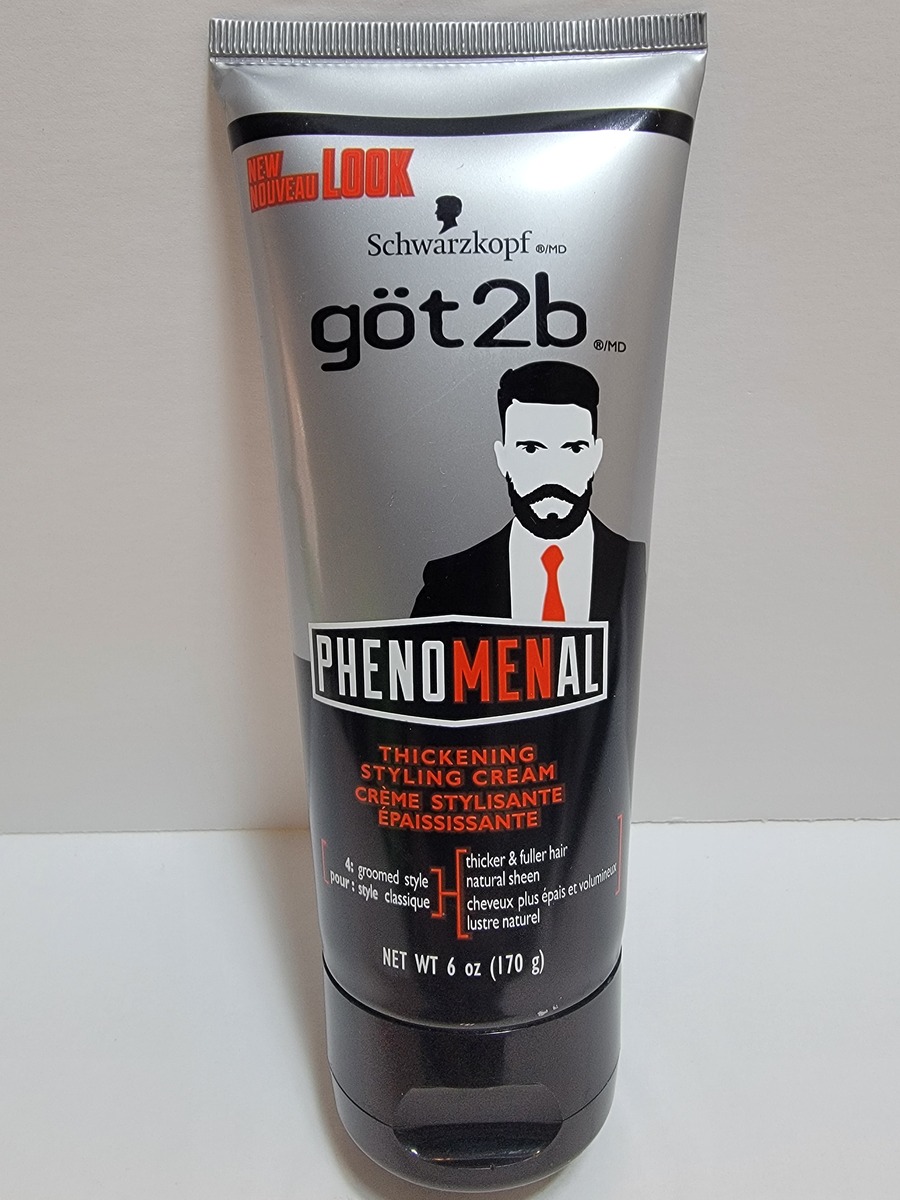 NEW
NOUVEAU LOOK
Schwarzkopf ®/MD
göt2b ®/MD
PHENOMENAL
THICKENING
STYLING CREAM
CRÈME STYLISANTE
ÉPAISSISSANTE
4: groomed style
pour : style classique
thicker & fuller hair
natural sheen
cheveux plus épais et volumineux
lustre naturel
NET WT 6 oz (170 g)